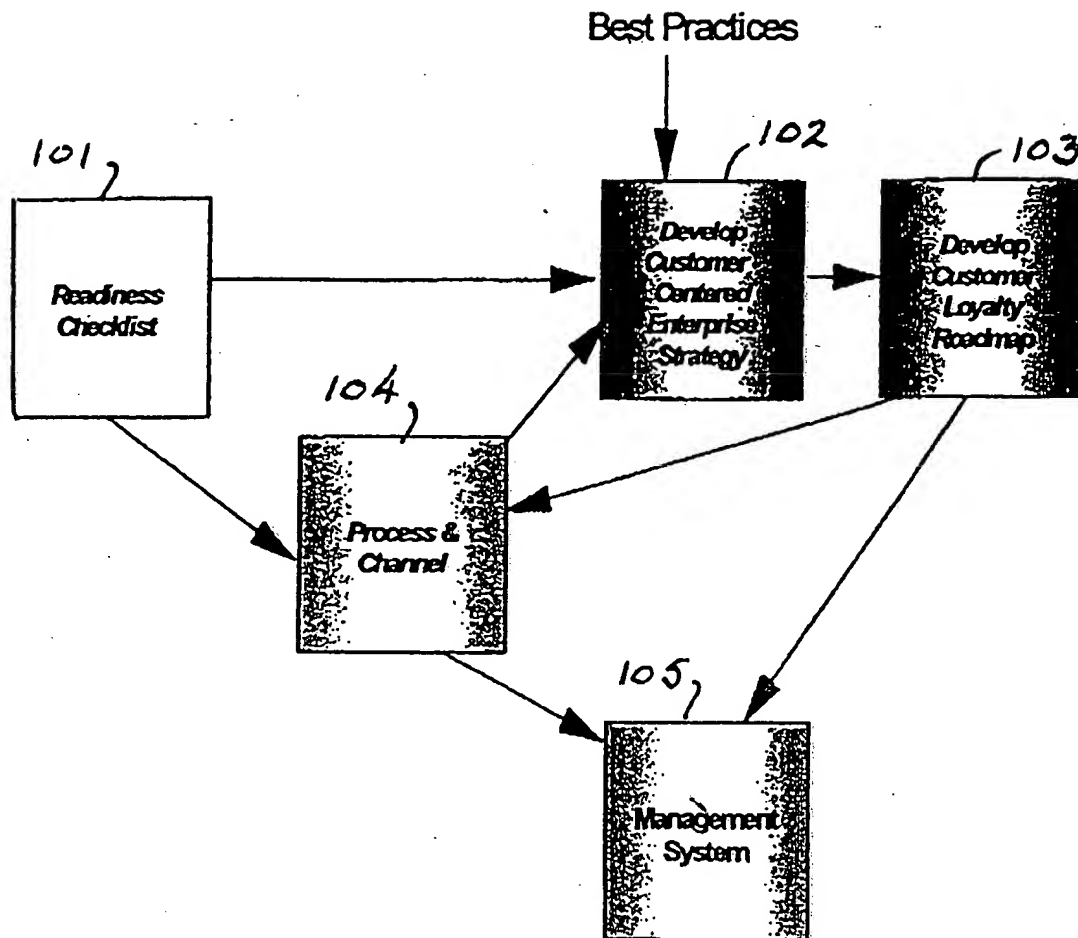 Best Practices
101
102
103
Readiness
Checklist
Develop
Customer
Centered
Enterprise
Strategy
Develop
Customer
Loyalty
Roadmap
104
Process &
Channel
105
Management
System